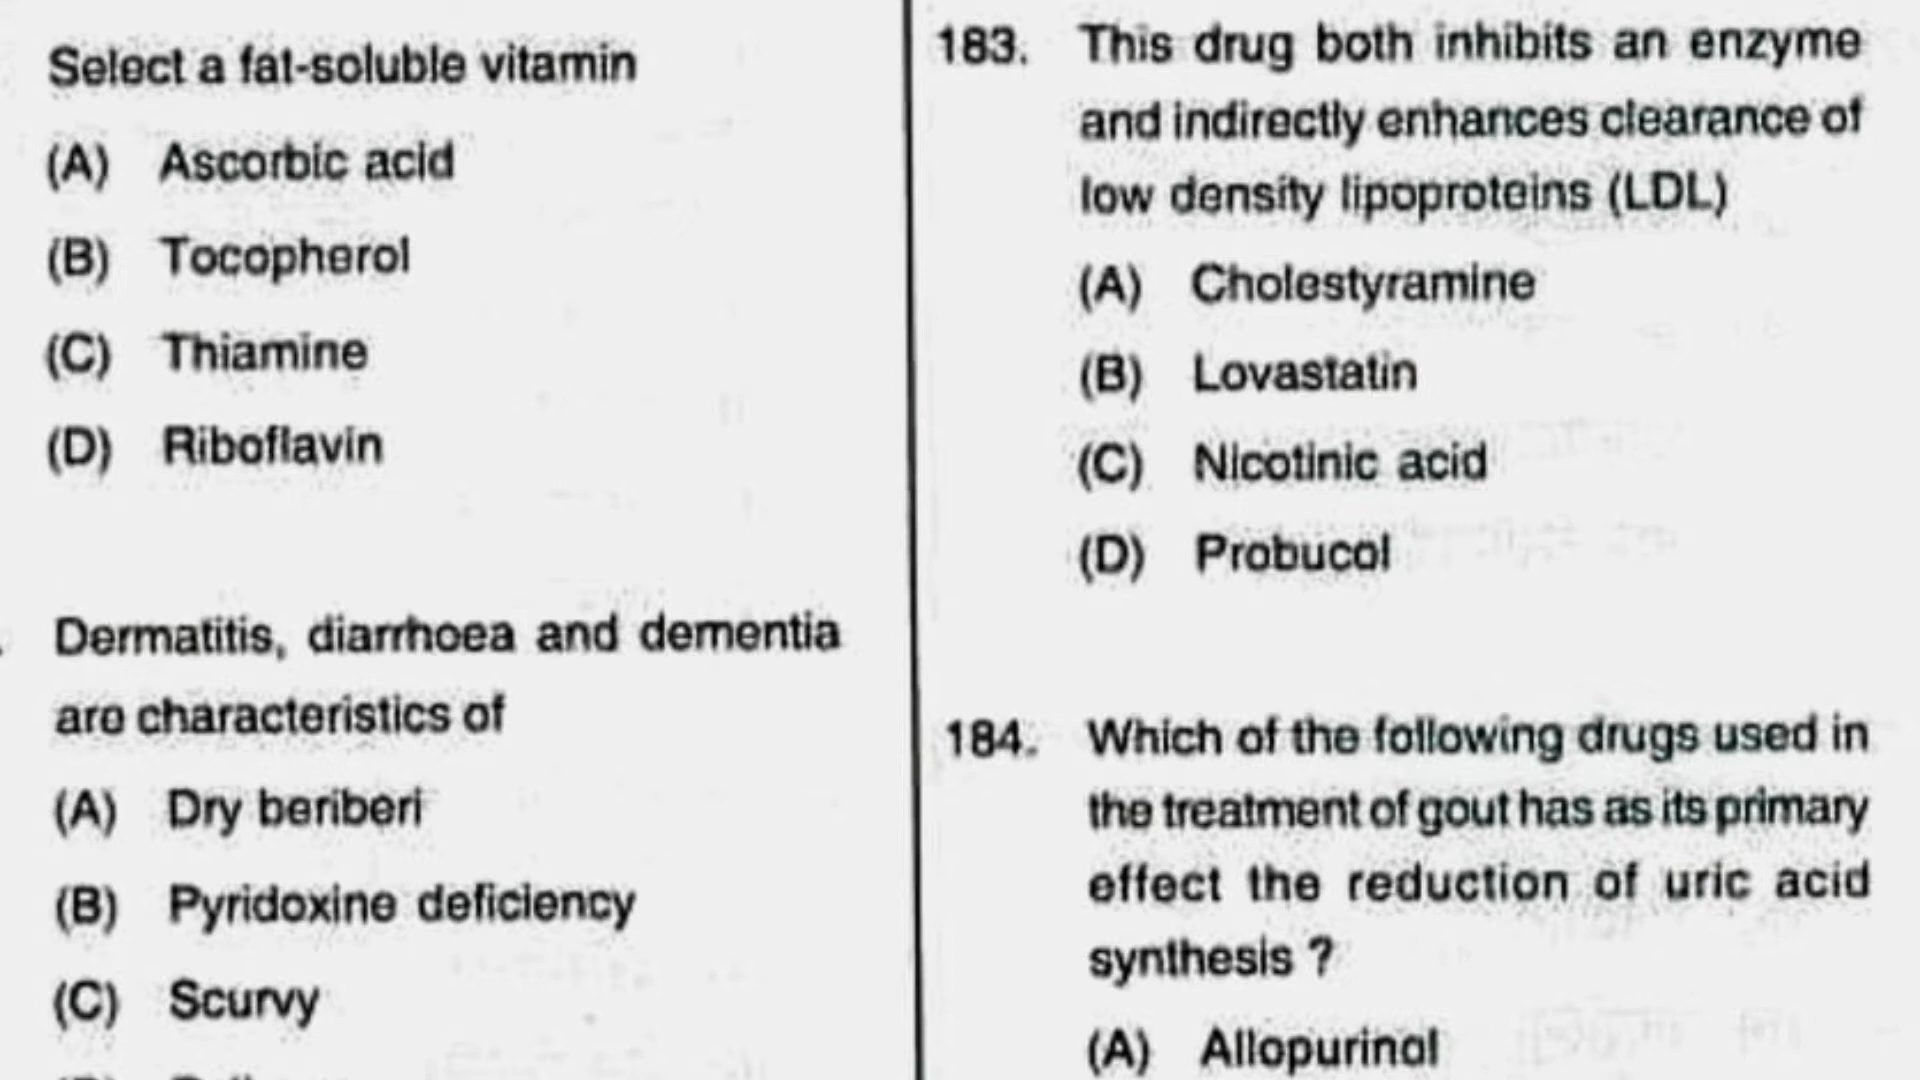 Select a fat-soluble vitamin
(A) Ascorbic acid
(B) Tocopherol
(C) Thiamine
(D) Riboflavin
Dermatitis, diarrhoea and dementia
are characteristics of
(A) Dry beriberi
(B) Pyridoxine deficiency
(C) Scurvy
183. This drug both inhibits an enzyme
and indirectly enhances clearance of
low density lipoproteins (LDL)
(A) Cholestyramine
(B) Lovastatin
(C) Nicotinic acid
(D) Probucol
184. Which of the following drugs used in
the treatment of gout has as its primary
effect the reduction of uric acid
synthesis ?
(A) Allopurinol